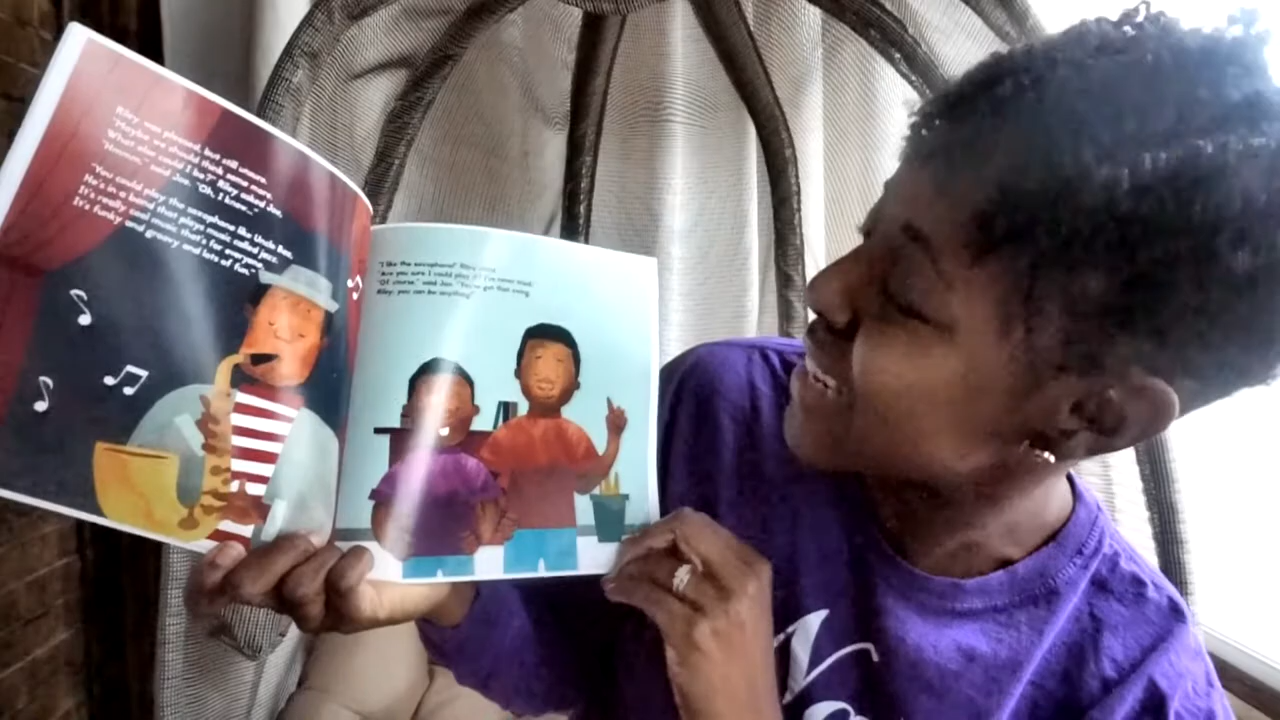 Riley was pleased, but still unsure.
"Maybe we should think some more.
What else could I be?" Riley asked Joe.
"Hmmm," said Joe. "Oh, I know..."
"You could play the saxophone like Uncle Bee.
He's in a band that plays music called jazz.
It's really cool music that's for everyone.
It's funky and groovy and lots of fun."
"I like the saxophone!" Riley cried.
"Are you sure I could play it? I've never tried."
"Of course," said Joe. "You've got that swing.
Riley, you can be anything!"